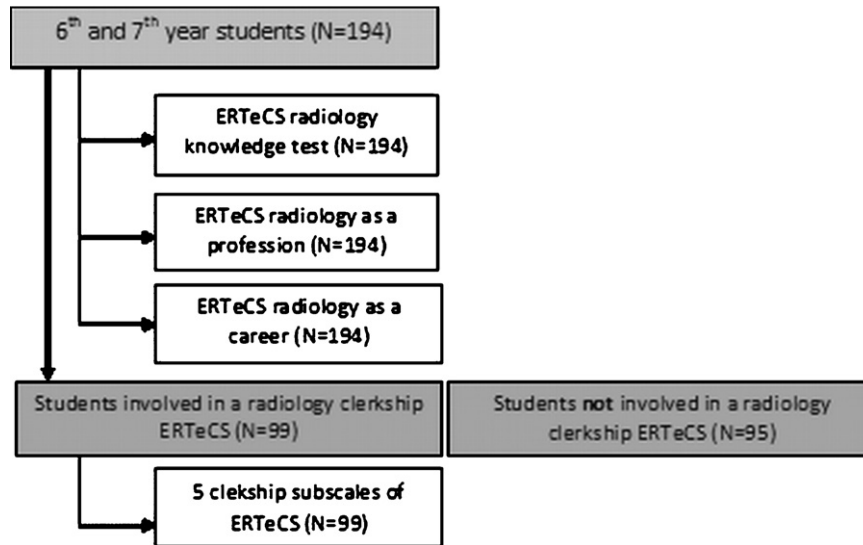 6th and 7th year students (N=194)
ERTeCS radiology
knowledge test (N=194)
ERTeCS radiology as a
profession (N=194)
ERTeCS radiology as a
career (N=194)
Students involved in a radiology clerkship
ERTeCS (N=99)
Students not involved in a radiology
clerkship ERTeCS (N=95)
5 clekship subscales of
ERTeCS (N=99)